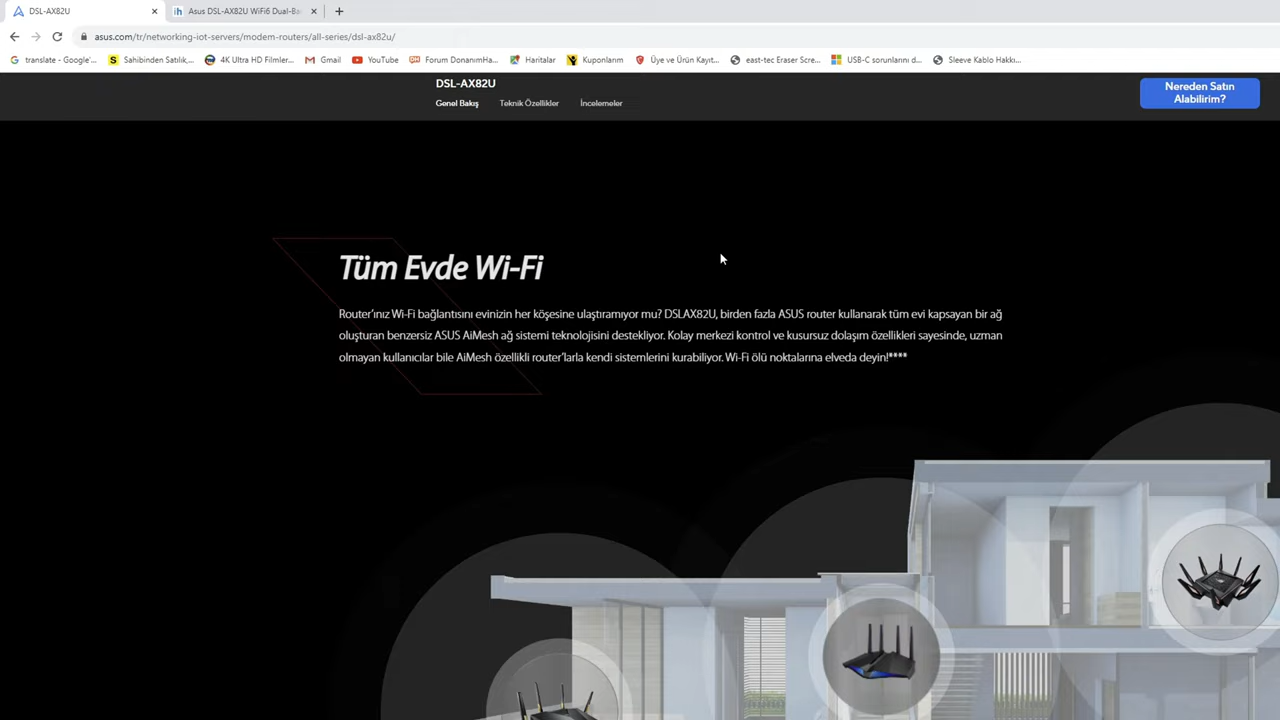 DSL-AX82U
Asus DSL-AX82U WiFi6 Dual-Ba
asus.com/tr/networking-iot-servers/modem-routers/all-series/dsl-ax82u/
translate - Google'...
Sahibinden Satılık,...
4K Ultra HD Filmler...
Gmail
YouTube
Forum DonanımHa...
Haritalar
Kuponlarım
Üye ve Ürün Kayıt...
east-tec Eraser Scre...
USB-C sorunlarını d...
Sleeve Kablo Hakkı...
DSL-AX82U
Genel Bakış
Teknik Özellikler
İncelemeler
Nereden Satın
Alabilirim?
Tüm Evde Wi-Fi
Router'ınız Wi-Fi bağlantısını evinizin her köşesine ulaştıramıyor mu? DSLAX82U, birden fazla ASUS router kullanarak tüm evi kapsayan bir ağ
oluşturan benzersiz ASUS AiMesh ağ sistemi teknolojisini destekliyor. Kolay merkezi kontrol ve kusursuz dolaşım özellikleri sayesinde, uzman
olmayan kullanıcılar bile AiMesh özellikli router'larla kendi sistemlerini kurabiliyor. Wi-Fi ölü noktalarına elveda deyin!****